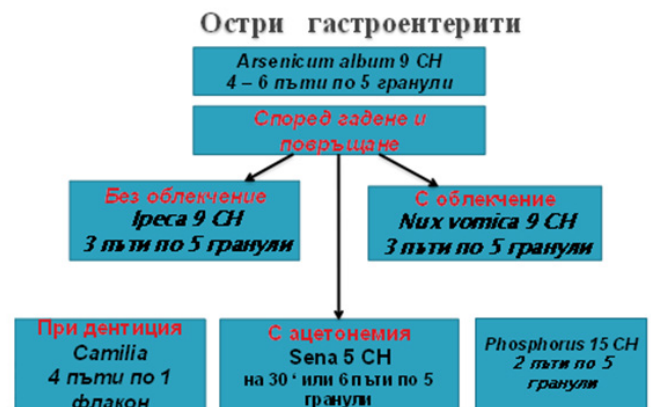 Остри гастроентерити
Arsenicum album 9 CH
4 – 6 пъти по 5 гранули
Според гадене и
повръщане
Без облекчение
Ipeca 9 CH
3 пъти по 5 гранули
С облекчение
Nux vomica 9 CH
3 пъти по 5 гранули
При дентиция
Camilia
4 пъти по 1
флакон
С ацетонемия
Sena 5 CH
на 30 ‘ или 6 пъти по 5
гранули
Phosphorus 15 CH
2 пъти по 5
гранули